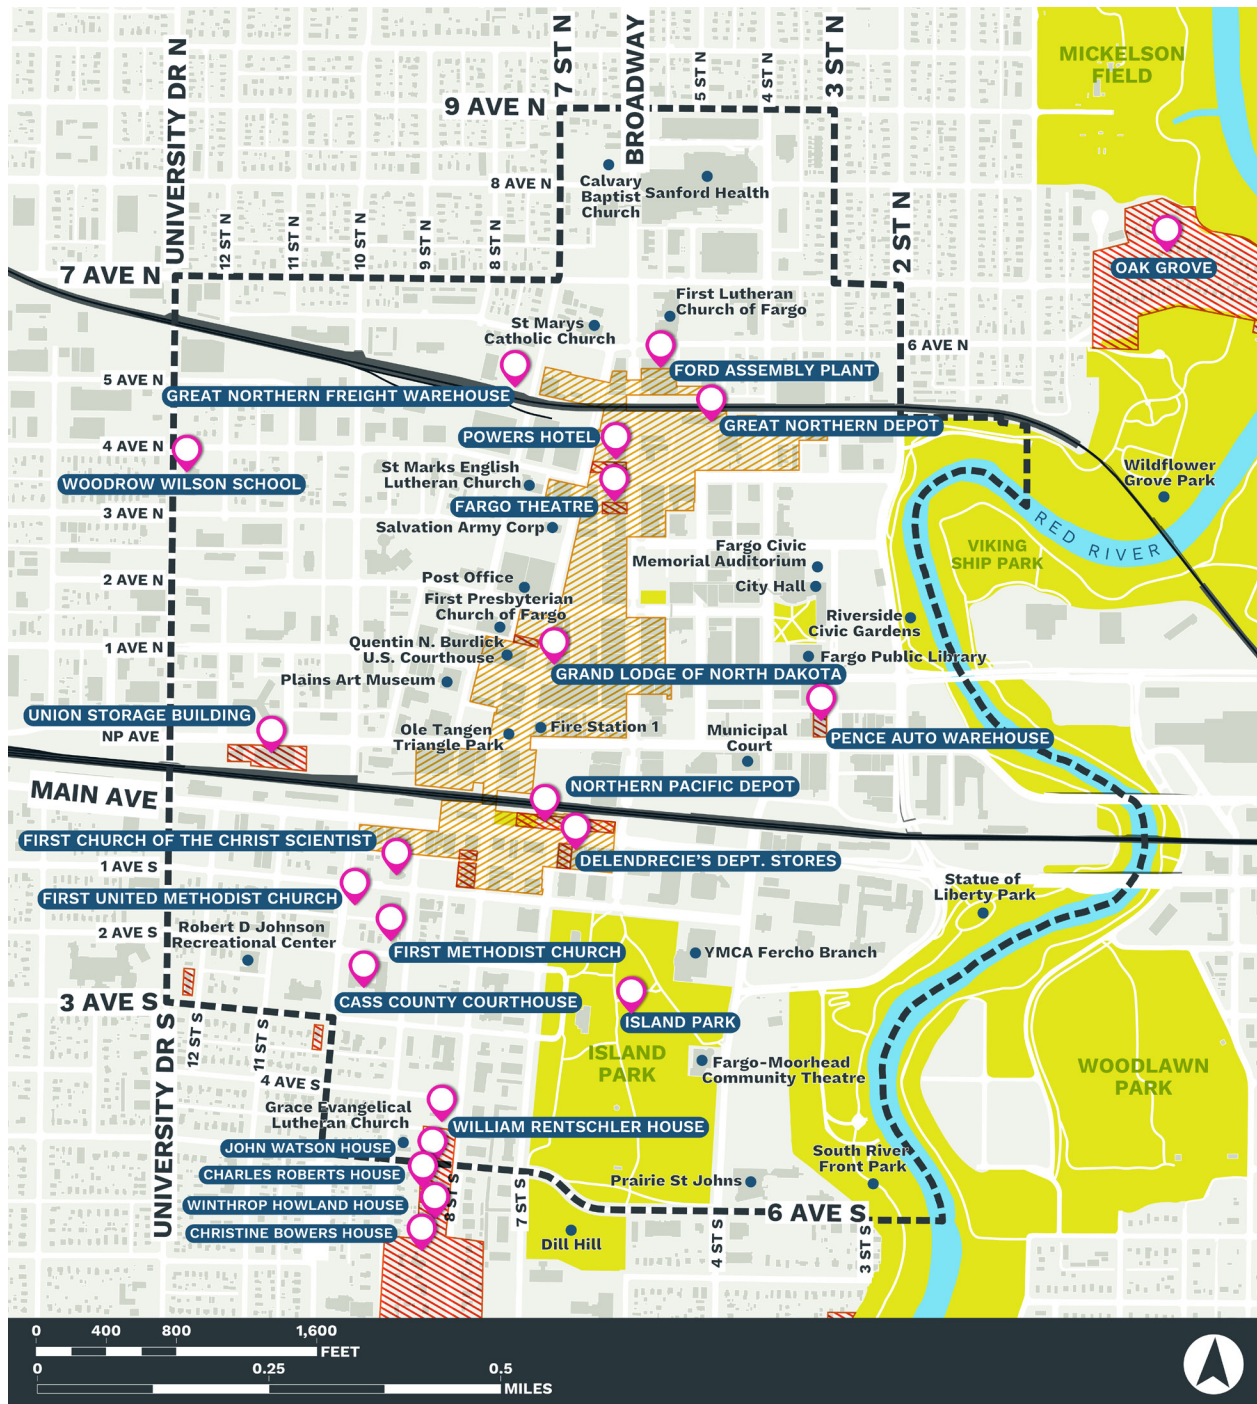 UNIVERSITY DR N
7 ST N
BROADWAY
5 ST N
4 ST N
3 ST N
MICKELSON
FIELD
9 AVE N
8 AVE N
Calvary
Baptist
Church
Sanford Health
12 ST N
11 ST N
10 ST N
9 ST N
8 ST N
2 ST N
7 AVE N
OAK GROVE
First Lutheran
Church of Fargo
St Marys
Catholic Church
6 AVE N
FORD ASSEMBLY PLANT
5 AVE N
GREAT NORTHERN FREIGHT WAREHOUSE
GREAT NORTHERN DEPOT
POWERS HOTEL
4 AVE N
St Marks English
Lutheran Church
WOODROW WILSON SCHOOL
Wildflower
Grove Park
FARGO THEATRE
3 AVE N
Salvation Army Corp
RED RIVER
Fargo Civic
Memorial Auditorium
VIKING
SHIP PARK
2 AVE N
Post Office
City Hall
First Presbyterian
Church of Fargo
Riverside
Civic Gardens
1 AVE N
Quentin N. Burdick
U.S. Courthouse
Fargo Public Library
Plains Art Museum
GRAND LODGE OF NORTH DAKOTA
UNION STORAGE BUILDING
NP AVE
Ole Tangen
Triangle Park
Fire Station 1
Municipal
Court
PENCE AUTO WAREHOUSE
MAIN AVE
NORTHERN PACIFIC DEPOT
FIRST CHURCH OF THE CHRIST SCIENTIST
DELENDRECIE'S DEPT. STORES
1 AVE S
FIRST UNITED METHODIST CHURCH
Statue of
Liberty Park
2 AVE S
Robert D Johnson
Recreational Center
FIRST METHODIST CHURCH
YMCA Fercho Branch
3 AVE S
CASS COUNTY COURTHOUSE
ISLAND PARK
UNIVERSITY DR S
12 ST S
11 ST S
ISLAND
PARK
WOODLAWN
PARK
4 AVE S
Fargo-Moorhead
Community Theatre
Grace Evangelical
Lutheran Church
WILLIAM RENTSCHLER HOUSE
JOHN WATSON HOUSE
CHARLES ROBERTS HOUSE
South River
Front Park
Prairie St Johns
WINTHROP HOWLAND HOUSE
8 ST S
7 ST S
6 AVE S
CHRISTINE BOWERS HOUSE
Dill Hill
4 ST S
3 ST S
0 400 800 1,600
FEET
0 0.25 0.5
MILES